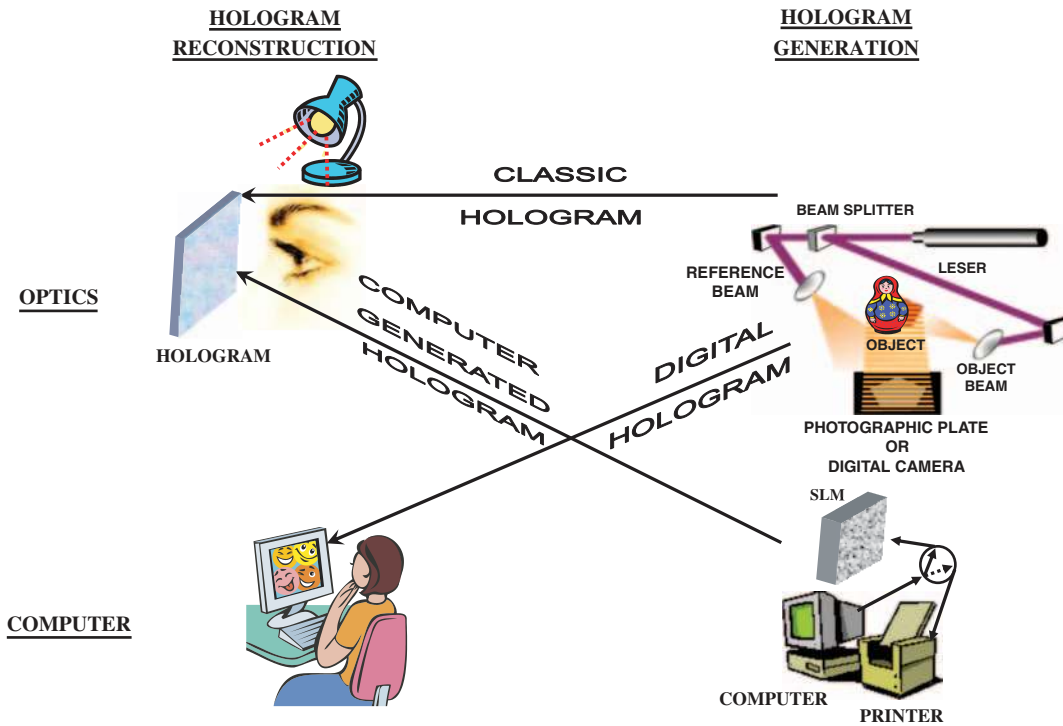 HOLOGRAM
RECONSTRUCTION
HOLOGRAM
GENERATION
CLASSIC
HOLOGRAM
BEAM SPLITTER
LESER
REFERENCE
BEAM
OBJECT
OBJECT
BEAM
PHOTOGRAPHIC PLATE
OR
DIGITAL CAMERA
OPTICS
HOLOGRAM
COMPUTER
GENERATED
HOLOGRAM
DIGITAL
HOLOGRAM
SLM
COMPUTER
COMPUTER
PRINTER